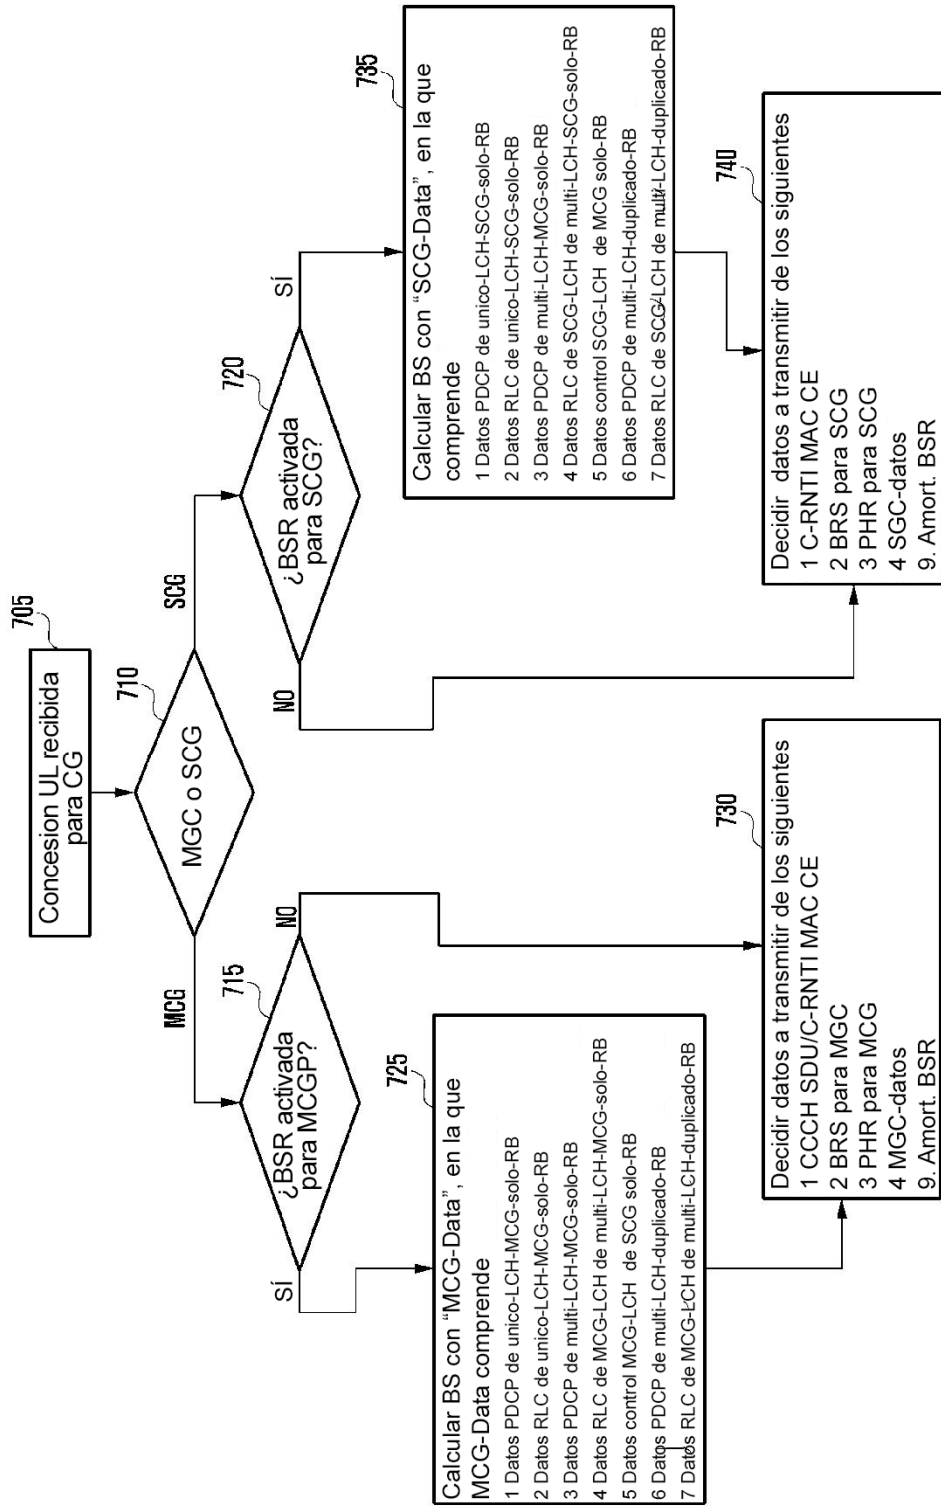 705
Concesion UL recibida
para CG
710
MGC o SCG
MCG
SCG
715
¿BSR activada
para MCGP?
SÍ
NO
720
¿BSR activada
para SCG?
NO
SÍ
725
Calcular BS con “MCG-Data”, en la que
MCG-Data comprende
1 Datos PDCP de unico-LCH-MCG-solo-RB
2 Datos RLC de unico-LCH-MCG-solo-RB
3 Datos PDCP de multi-LCH-MCG-solo-RB
4 Datos RLC de MCG-LCH de multi-LCH-MCG-solo-RB
5 Datos control MCG-LCH de SCG solo-RB
6 Datos PDCP de multi-LCH-duplicado-RB
7 Datos RLC de MCG-LCH de multi-LCH-duplicado-RB
735
Calcular BS con “SCG-Data”, en la que
comprende
1 Datos PDCP de unico-LCH-SCG-solo-RB
2 Datos RLC de unico-LCH-SCG-solo-RB
3 Datos PDCP de multi-LCH-MCG-solo-RB
4 Datos RLC de SCG-LCH de multi-LCH-SCG-solo-RB
5 Datos control SCG-LCH de MCG solo-RB
6 Datos PDCP de multi-LCH-duplicado-RB
7 Datos RLC de SCG/LCH de multi-LCH-duplicado-RB
730
Decidir datos a transmitir de los siguientes
1 CCCH SDU/C-RNTI MAC CE
2 BRS para MGC
3 PHR para MCG
4 MGC-datos
9. Amort. BSR
740
Decidir datos a transmitir de los siguientes
1 C-RNTI MAC CE
2 BRS para SCG
3 PHR para SCG
4 SGC-datos
9. Amort. BSR